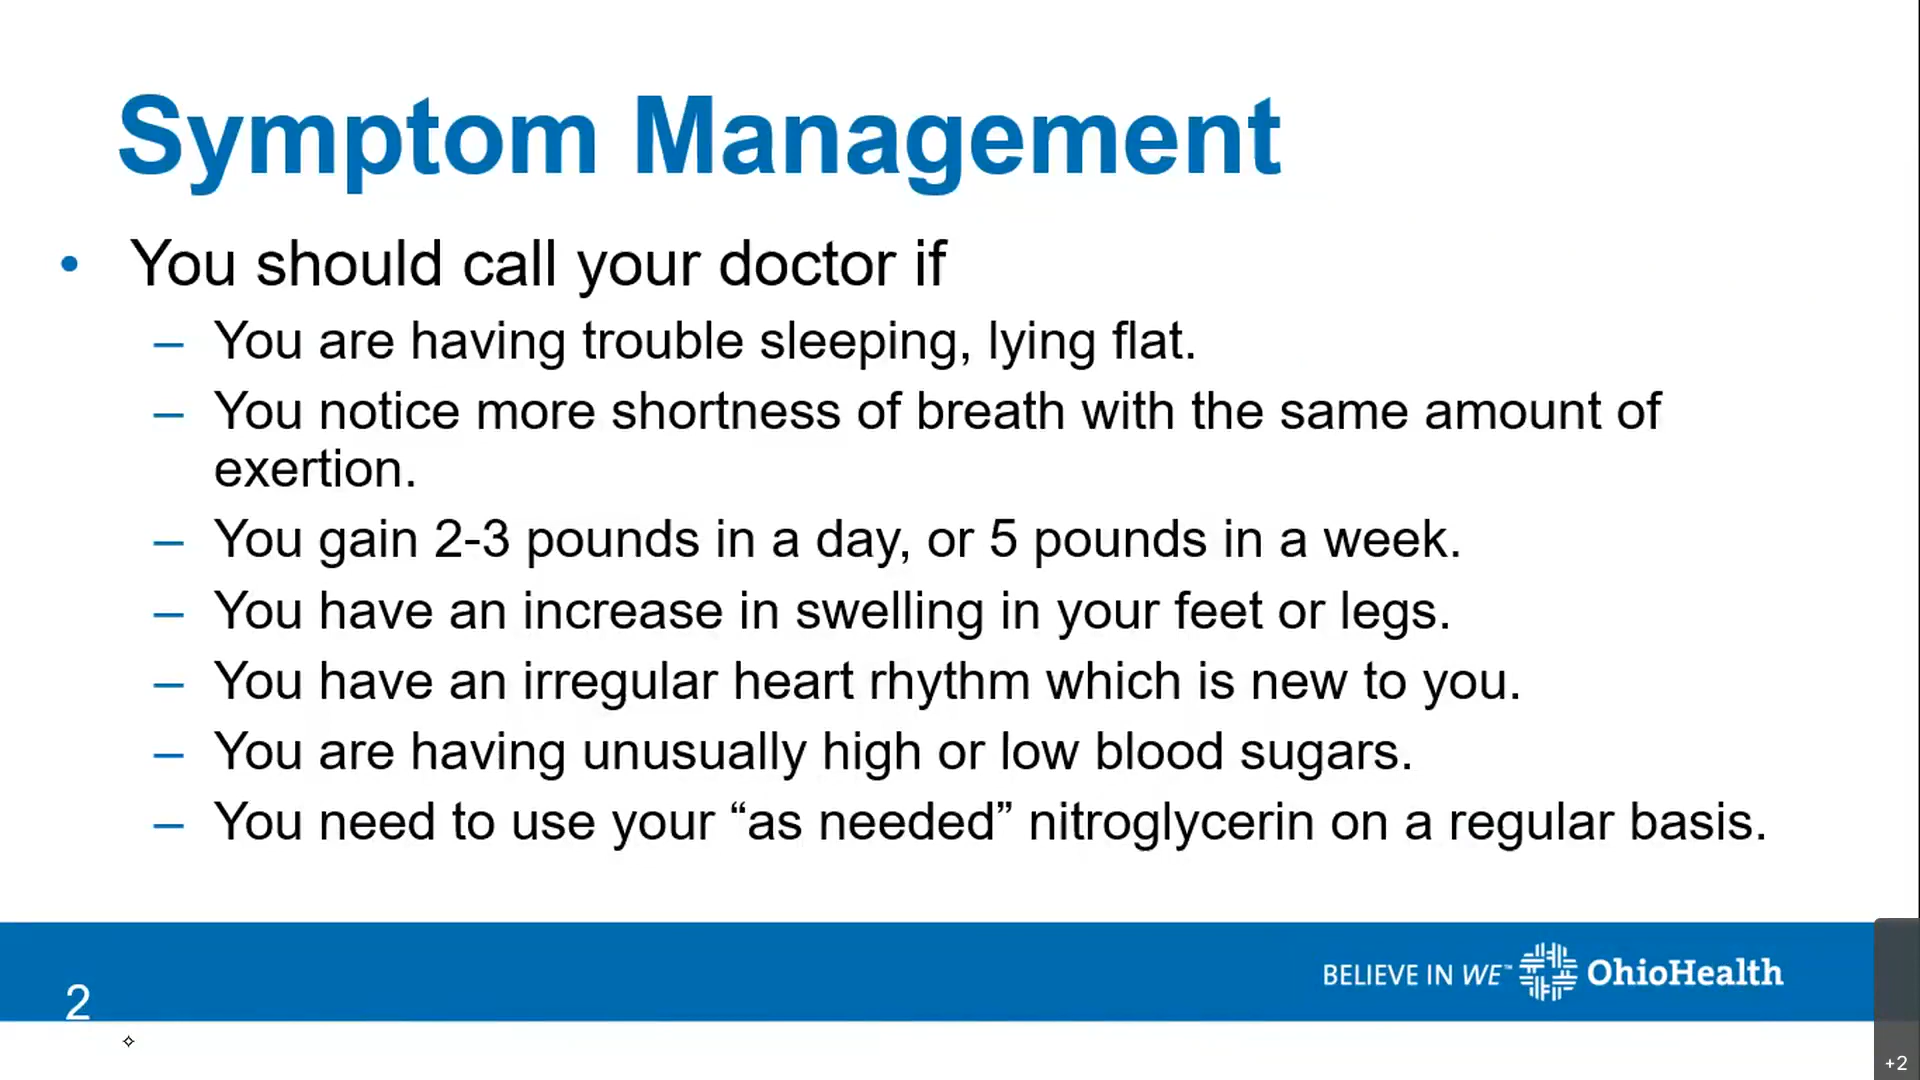 Symptom Management
• You should call your doctor if
– You are having trouble sleeping, lying flat.
– You notice more shortness of breath with the same amount of
exertion.
– You gain 2-3 pounds in a day, or 5 pounds in a week.
– You have an increase in swelling in your feet or legs.
– You have an irregular heart rhythm which is new to you.
– You are having unusually high or low blood sugars.
– You need to use your “as needed” nitroglycerin on a regular basis.
BELIEVE IN WE™ OhioHealth
2
+2